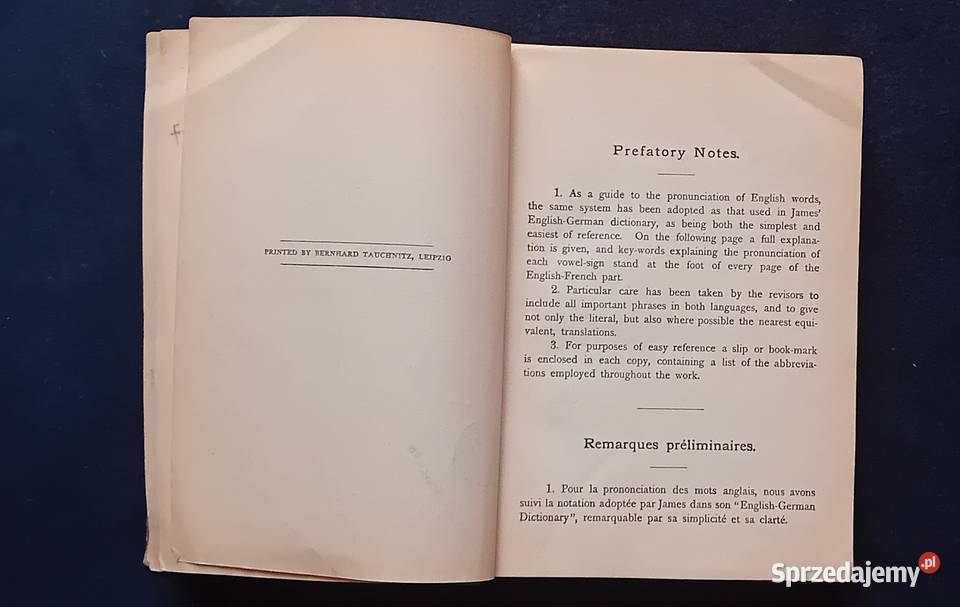 PRINTED BY BERNHARD TAUCHNITZ, LEIPZIG
Prefatory Notes.
1. As a guide to the pronunciation of English words,
the same system has been adopted as that used in James'
English-German dictionary, as being both the simplest and
easiest of reference. On the following page a full explana-
tion is given, and key-words explaining the pronunciation of
each vowel-sign stand at the foot of every page of the
English-French part.
2. Particular care has been taken by the revisors to
include all important phrases in both languages, and to give
not only the literal, but also where possible the nearest equi-
valent, translations.
3. For purposes of easy reference a slip or book-mark
is enclosed in each copy, containing a list of the abbrevia-
tions employed throughout the work.
Remarques préliminaires.
1. Pour la prononciation des mots anglais, nous avons
suivi la notation adoptée par James dans son "English-German
Dictionary", remarquable par sa simplicité et sa clarté.
Sprzedajemy.pl